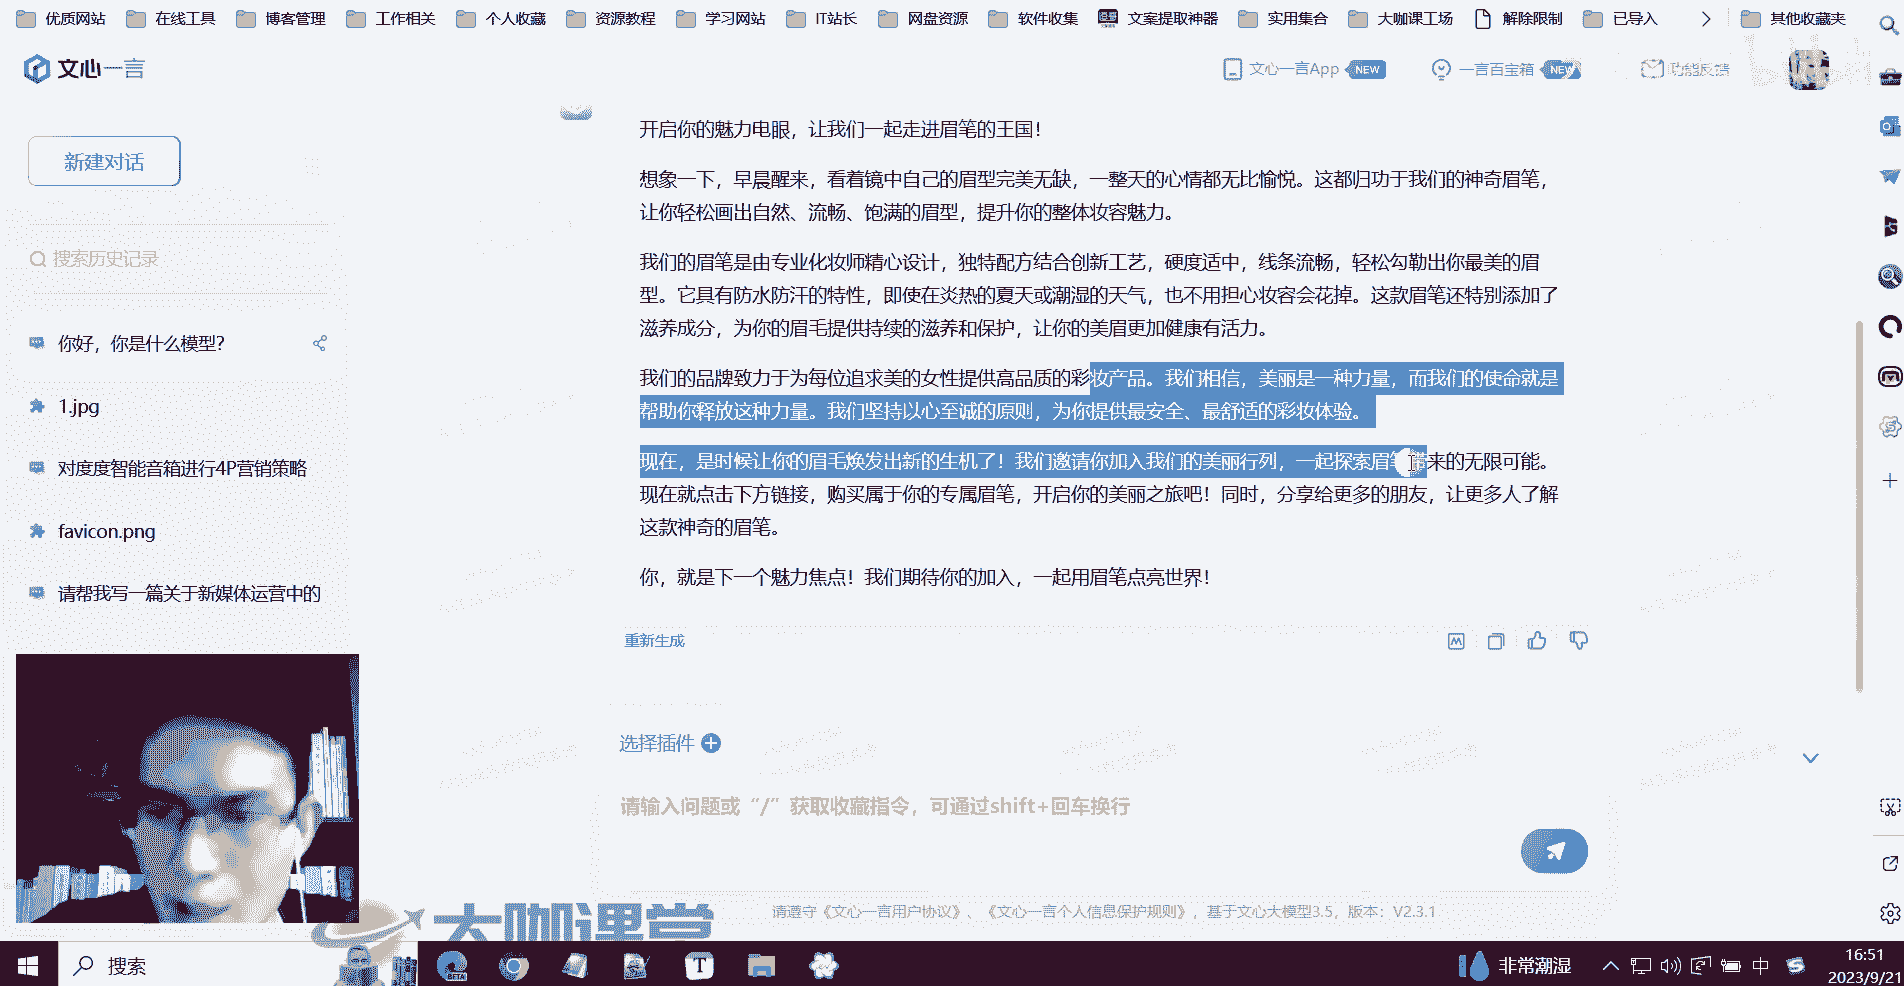 优质网站 在线工具 博客管理 工作相关 个人收藏 资源教程 学习网站 IT站长 网盘资源 软件收集 文案提取神器 实用集合 大咖课工场 解除限制 已导入 其他收藏夹
文心一言
文心一言App NEW 一言百宝箱 NEW 功能反馈
新建对话
搜索历史记录
你好，你是什么模型？
1.jpg
对度度智能音箱进行4P营销策略
favicon.png
请帮我写一篇关于新媒体运营中的
开启你的魅力电眼，让我们一起走进眉笔的王国！
想象一下，早晨醒来，看着镜中自己的眉型完美无缺，一整天的心情都无比愉悦。这都归功于我们的神奇眉笔，
让你轻松画出自然、流畅、饱满的眉型，提升你的整体妆容魅力。
我们的眉笔是由专业化妆师精心设计，独特配方结合创新工艺，硬度适中，线条流畅，轻松勾勒出你最美的眉
型。它具有防水防汗的特性，即使在炎热的夏天或潮湿的天气，也不用担心妆容会花掉。这款眉笔还特别添加了
滋养成分，为你的眉毛提供持续的滋养和保护，让你的美眉更加健康有活力。
我们的品牌致力于为每位追求美的女性提供高品质的彩妆产品。我们相信，美丽是一种力量，而我们的使命就是
帮助你释放这种力量。我们坚持以心至诚的原则，为你提供最安全、最舒适的彩妆体验。
现在，是时候让你的眉毛焕发出新的生机了！我们邀请你加入我们的美丽行列，一起探索眉笔带来的无限可能。
现在就点击下方链接，购买属于你的专属眉笔，开启你的美丽之旅吧！同时，分享给更多的朋友，让更多人了解
这款神奇的眉笔。
你，就是下一个魅力焦点！我们期待你的加入，一起用眉笔点亮世界！
重新生成
选择插件
请输入问题或“/”获取收藏指令，可通过shift+回车换行
请遵守《文心一言用户协议》、《文心一言个人信息保护规则》，基于文心大模型3.5，版本：V2.3.1
大咖课堂
搜索
BETA
T
非常潮湿
中
16:51
2023/9/21